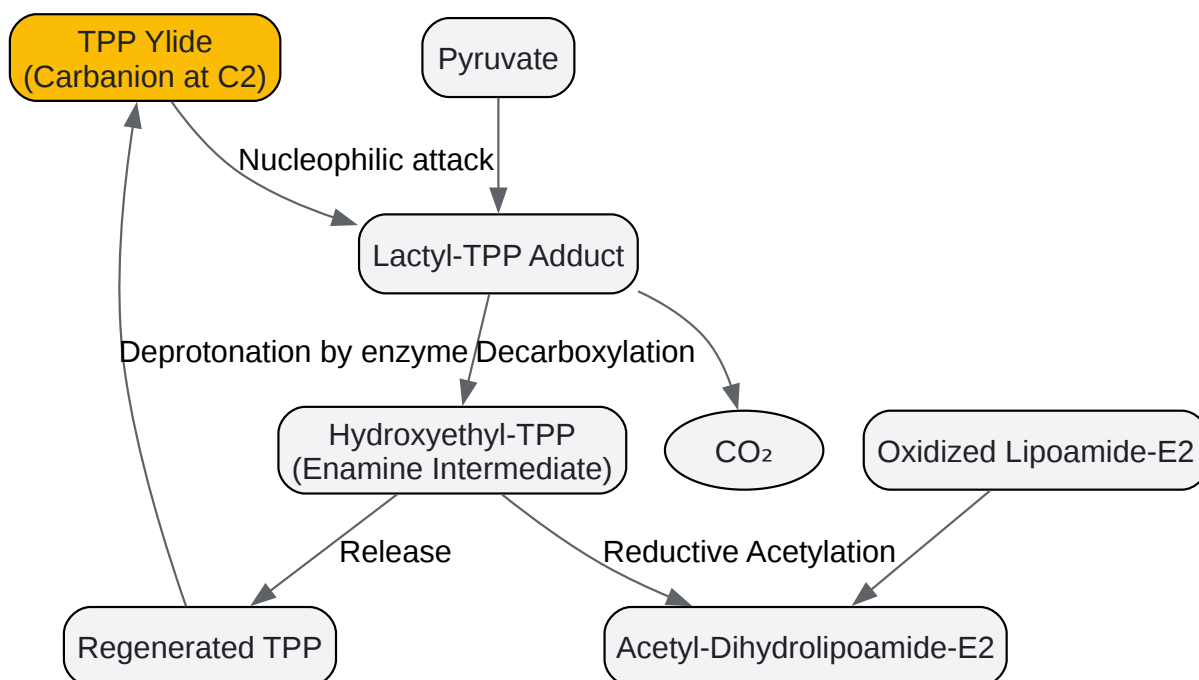 TPP Ylide
(Carbanion at C2)
Pyruvate
Nucleophilic attack
Lactyl-TPP Adduct
Deprotonation by enzyme
Decarboxylation
Hydroxyethyl-TPP
(Enamine Intermediate)
CO₂
Oxidized Lipoamide-E2
Release
Reductive Acetylation
Regenerated TPP
Acetyl-Dihydrolipoamide-E2